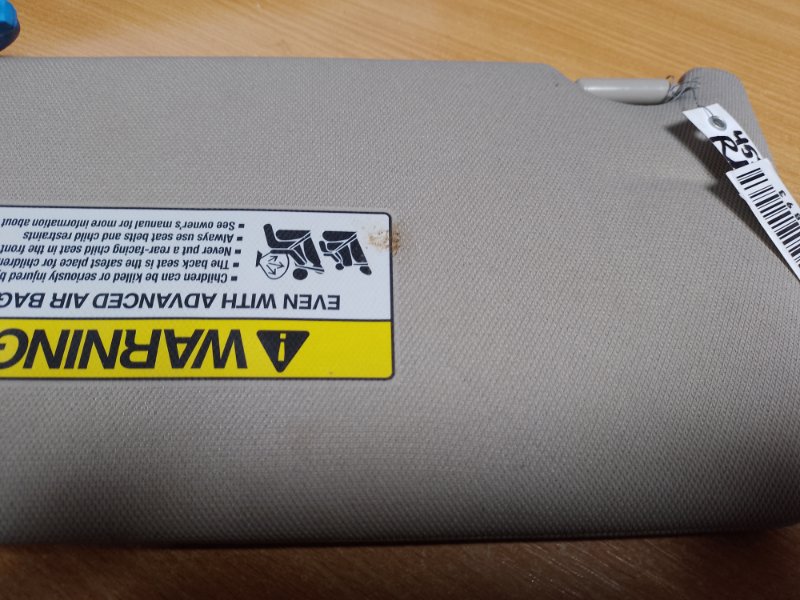 WARNING
EVEN WITH ADVANCED AIR BAG
▪ Children can be killed or seriously injured by
▪ The back seat is the safest place for children
▪ Never put a rear-facing child seat in the front
▪ Always use seat belts and child restraints
▪ See owner's manual for more information about
45
R